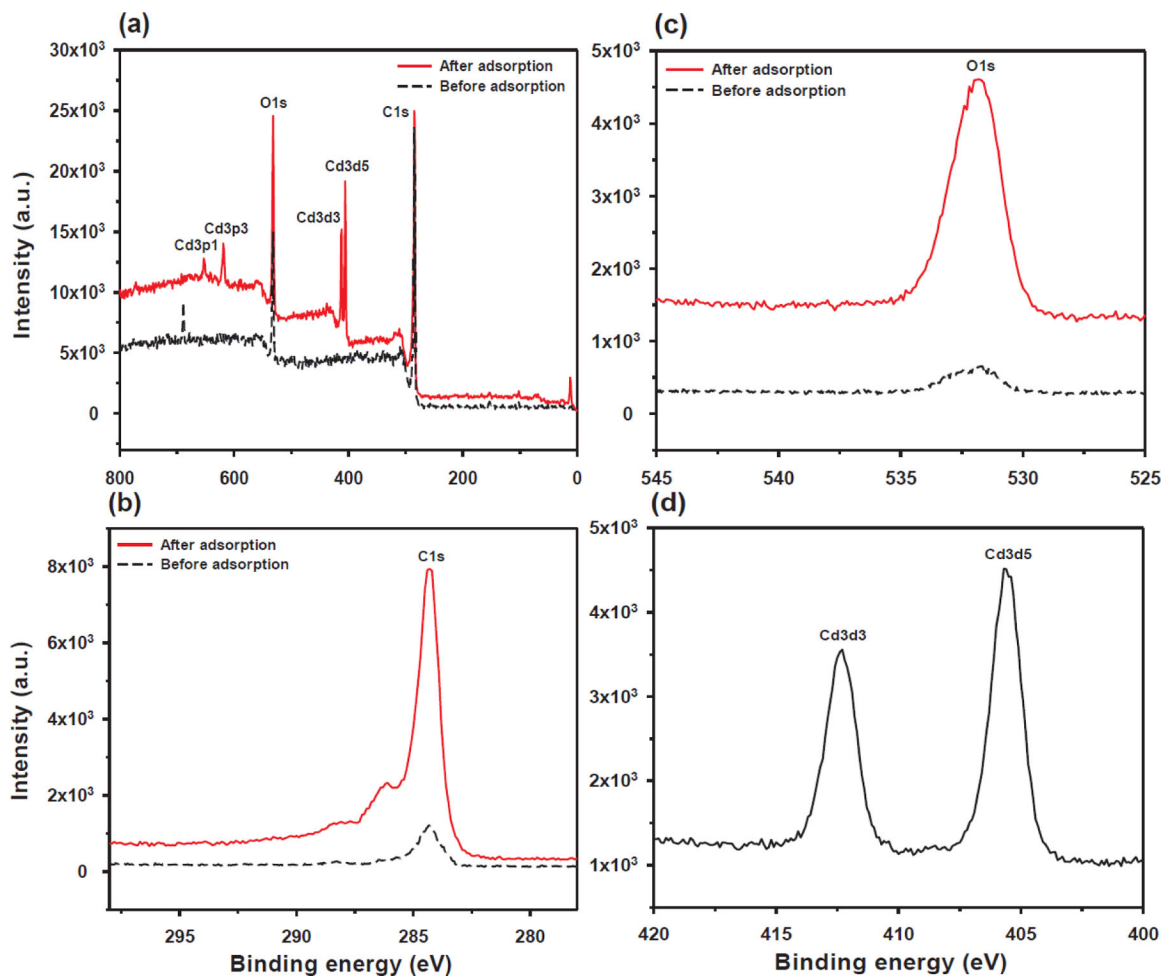 (a)
30x10³
25x10³
20x10³
15x10³
10x10³
5x10³
0
Intensity (a.u.)
After adsorption
Before adsorption
O1s
C1s
Cd3d5
Cd3d3
Cd3p3
Cd3p1
800
600
400
200
0
(c)
5x10³
4x10³
3x10³
2x10³
1x10³
0
After adsorption
Before adsorption
O1s
545
540
535
530
525
(b)
8x10³
6x10³
4x10³
2x10³
0
Intensity (a.u.)
After adsorption
Before adsorption
C1s
295
290
285
280
Binding energy (eV)
(d)
5x10³
4x10³
3x10³
2x10³
1x10³
Cd3d5
Cd3d3
420
415
410
405
400
Binding energy (eV)